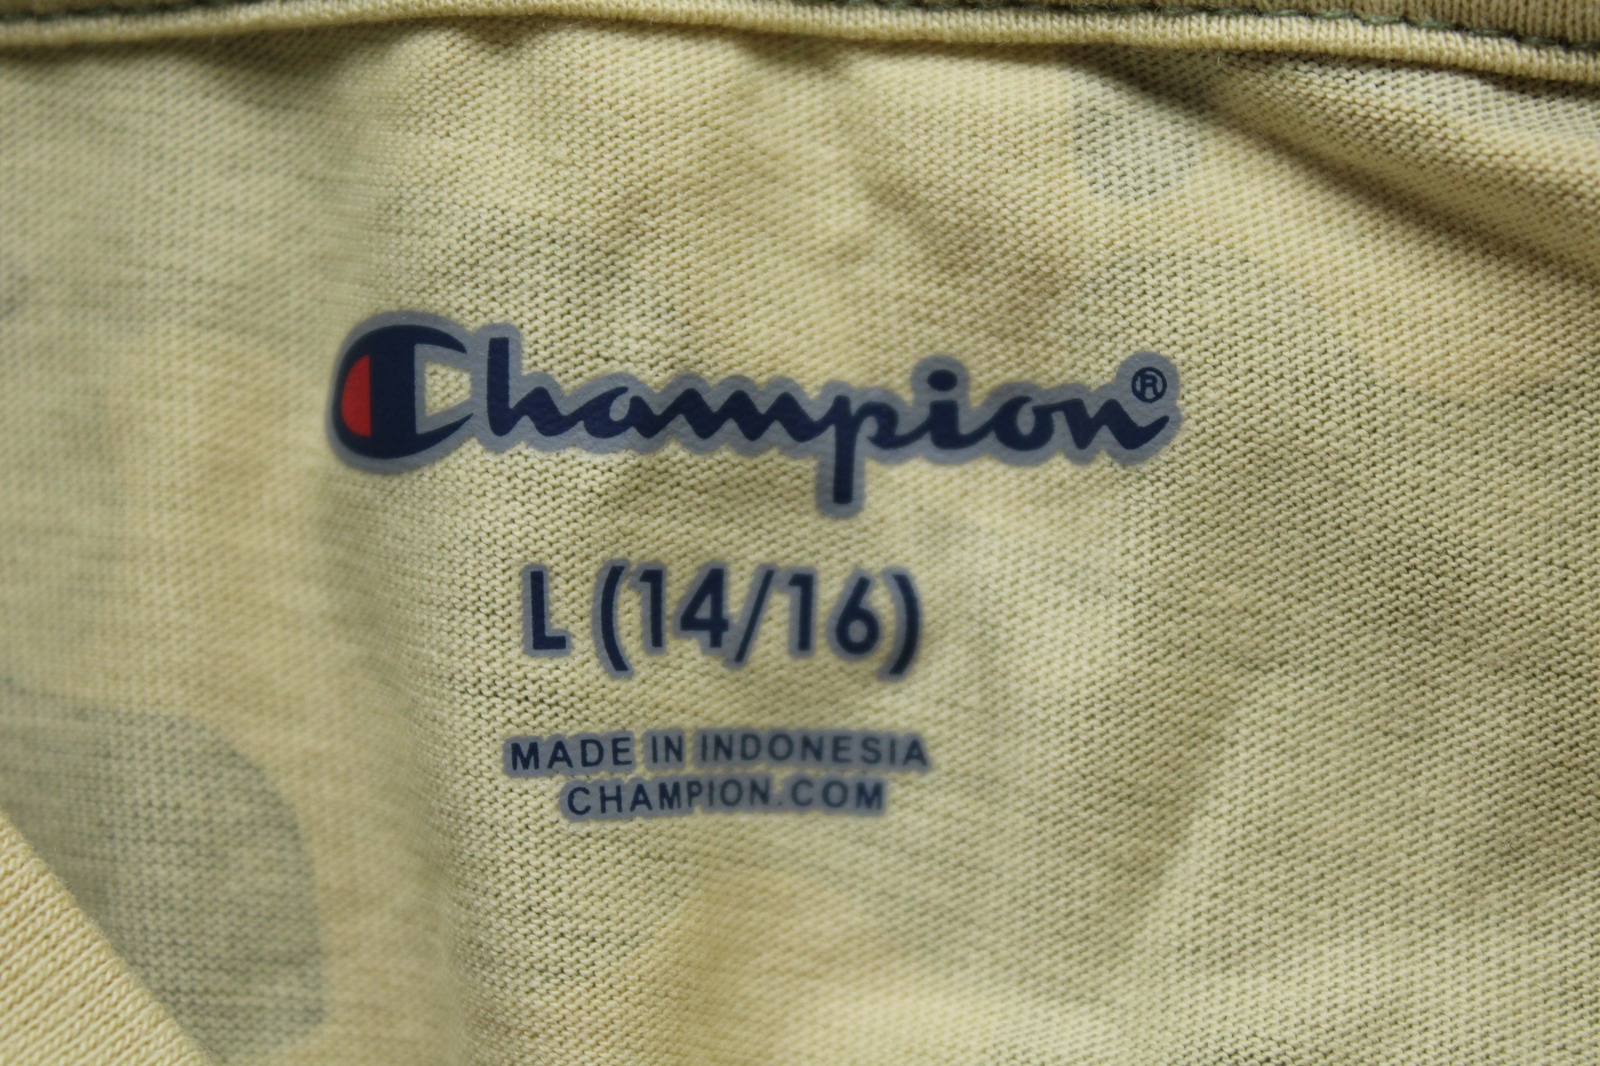 Champion®
L (14/16)
MADE IN INDONESIA
CHAMPION.COM